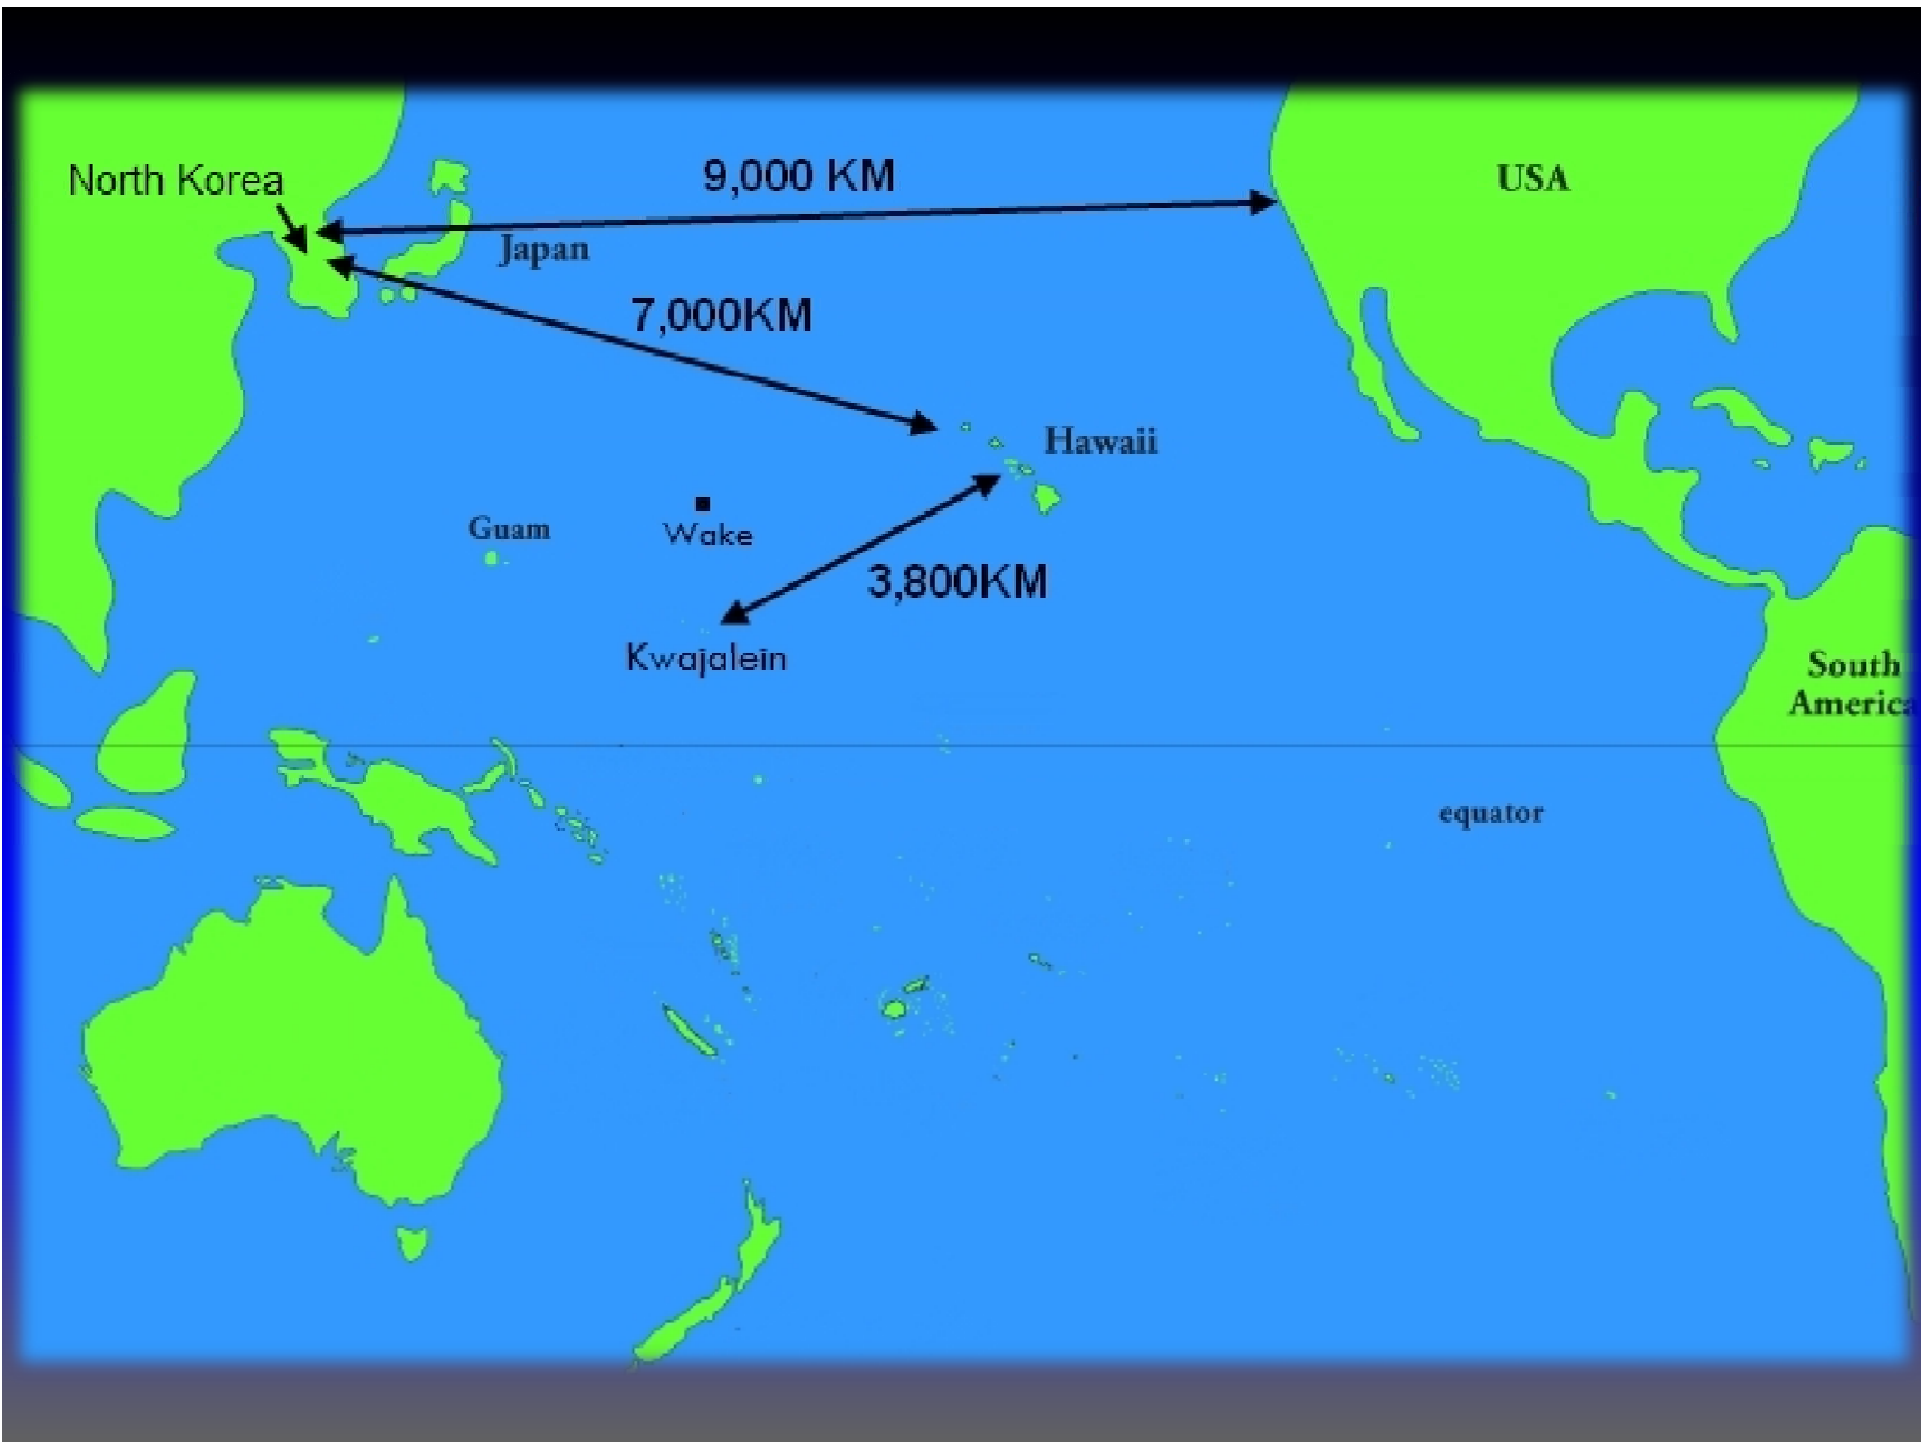 9,000 KM
USA
North Korea
Japan
7,000KM
Hawaii
Guam
Wake
3,800KM
Kwajalein
South
America
equator